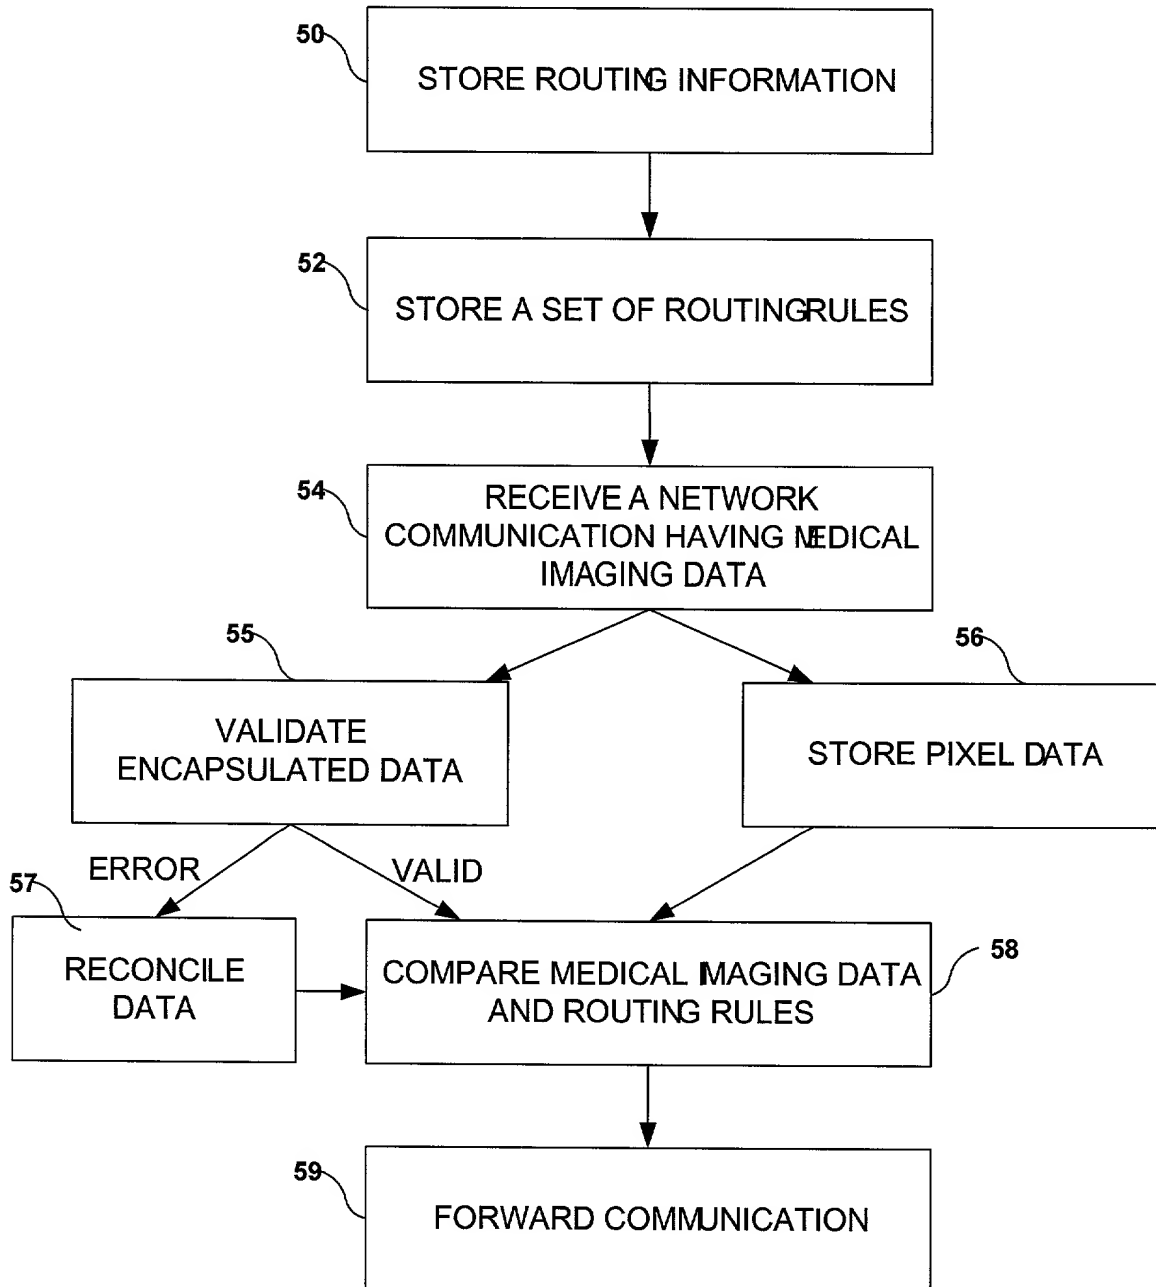 50
STORE ROUTING INFORMATION
52
STORE A SET OF ROUTING RULES
54
RECEIVE A NETWORK
COMMUNICATION HAVING MEDICAL
IMAGING DATA
55
56
VALIDATE
ENCAPSULATED DATA
STORE PIXEL DATA
ERROR
VALID
57
RECONCILE
DATA
58
COMPARE MEDICAL IMAGING DATA
AND ROUTING RULES
59
FORWARD COMMUNICATION